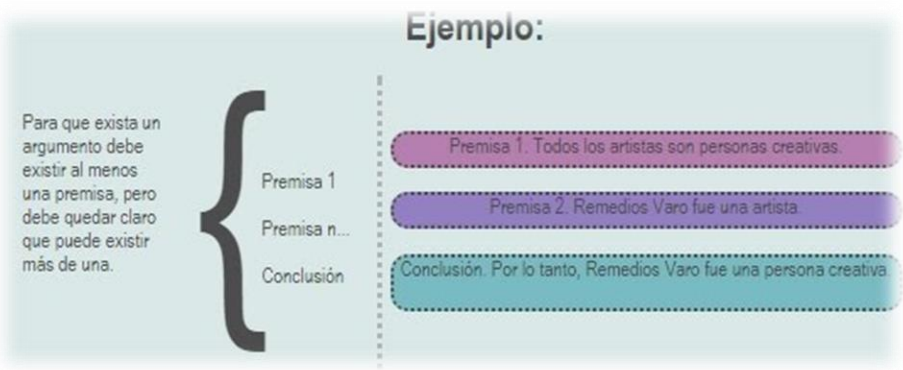 Ejemplo:
Para que exista un
argumento debe
existir al menos
una premisa, pero
debe quedar claro
que puede existir
más de una.
Premisa 1
Premisa n...
Conclusión
Premisa 1. Todos los artistas son personas creativas.
Premisa 2. Remedios Varo fue una artista.
Conclusión. Por lo tanto, Remedios Varo fue una persona creativa.